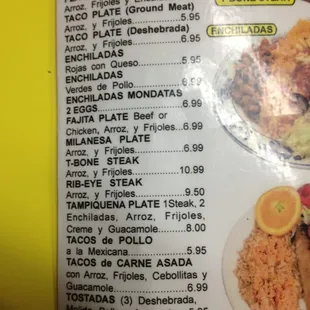 Arroz, Frijoles y Ens
TACO PLATE (Ground Meat)
Arroz, y Frijoles......5.95
TACO PLATE (Deshebrada)
Arroz, y Frijoles......6.99
ENCHILADAS
Rojas con Queso.....5.95
ENCHILADAS
Verdes de Pollo......6.99
ENCHILADAS MONDATAS
2 EGGS......6.99
FAJITA PLATE Beef or
Chicken, Arroz, y Frijoles...6.99
MILANESA PLATE
Arroz, y Frijoles......6.99
T-BONE STEAK
Arroz, y Frijoles......10.99
RIB-EYE STEAK
Arroz, y Frijoles......9.50
TAMPIQUENA PLATE 1Steak, 2
Enchiladas, Arroz, Frijoles,
Creme y Guacamole......8.00
TACOS de POLLO
a la Mexicana......5.95
TACOS de CARNE ASADA
con Arroz, Frijoles, Cebollitas y
Guacamole......6.99
TOSTADAS (3) Deshebrada,
STEAK
ENCHILADAS